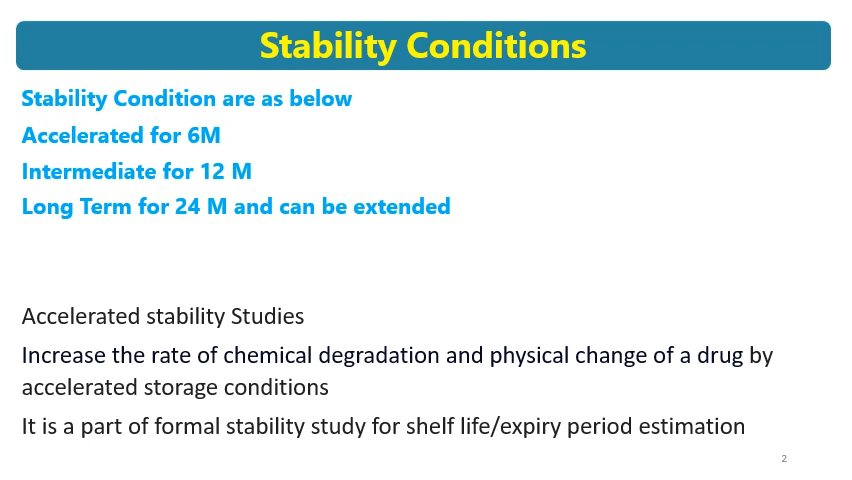 Stability Conditions
Stability Condition are as below
Accelerated for 6M
Intermediate for 12 M
Long Term for 24 M and can be extended
Accelerated stability Studies
Increase the rate of chemical degradation and physical change of a drug by
accelerated storage conditions
It is a part of formal stability study for shelf life/expiry period estimation
2